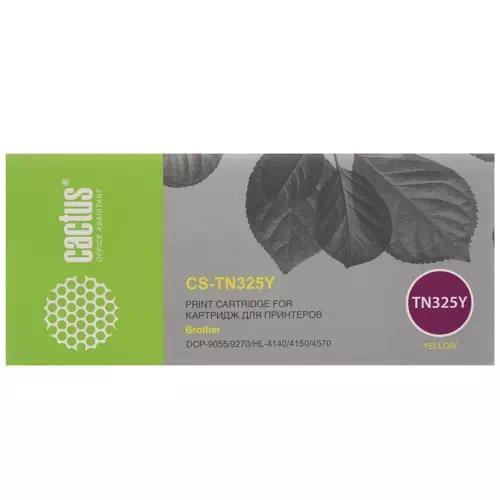 cactus®
OFFICE ASSISTANT
CS-TN325Y
PRINT CARTRIDGE FOR
КАРТРИДЖ ДЛЯ ПРИНТЕРОВ
Brother
DCP-9055/9270/HL-4140/4150/4570
TN325Y
YELLOW